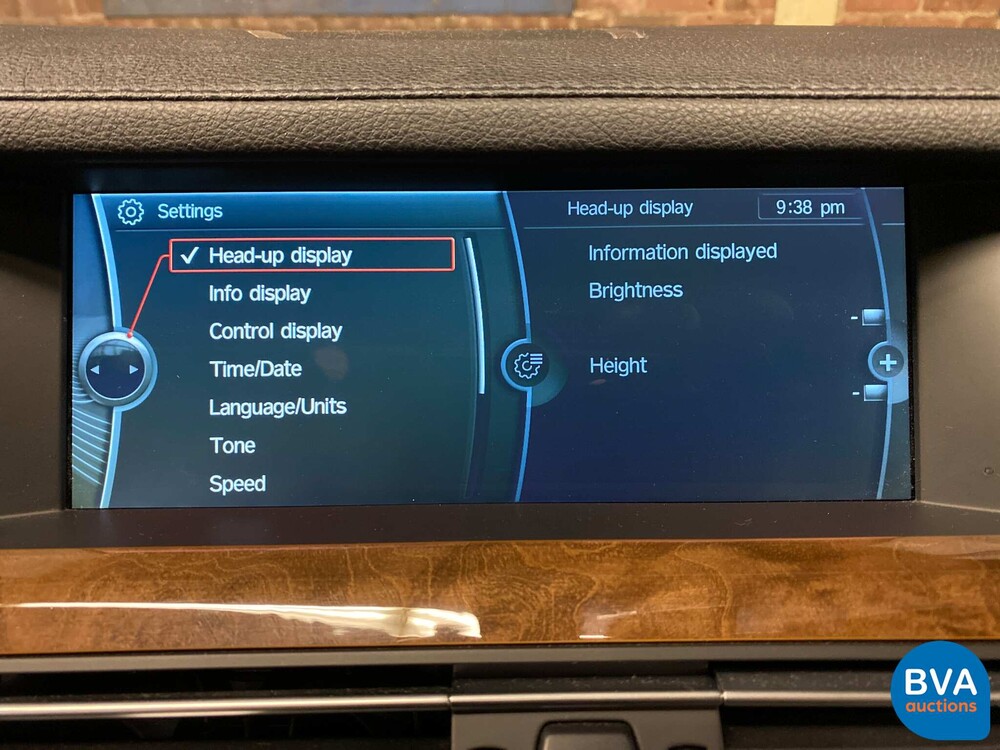 Settings
Head-up display
Info display
Control display
Time/Date
Language/Units
Tone
Speed
Head-up display
9:38 pm
Information displayed
Brightness
Height
BVA
auctions